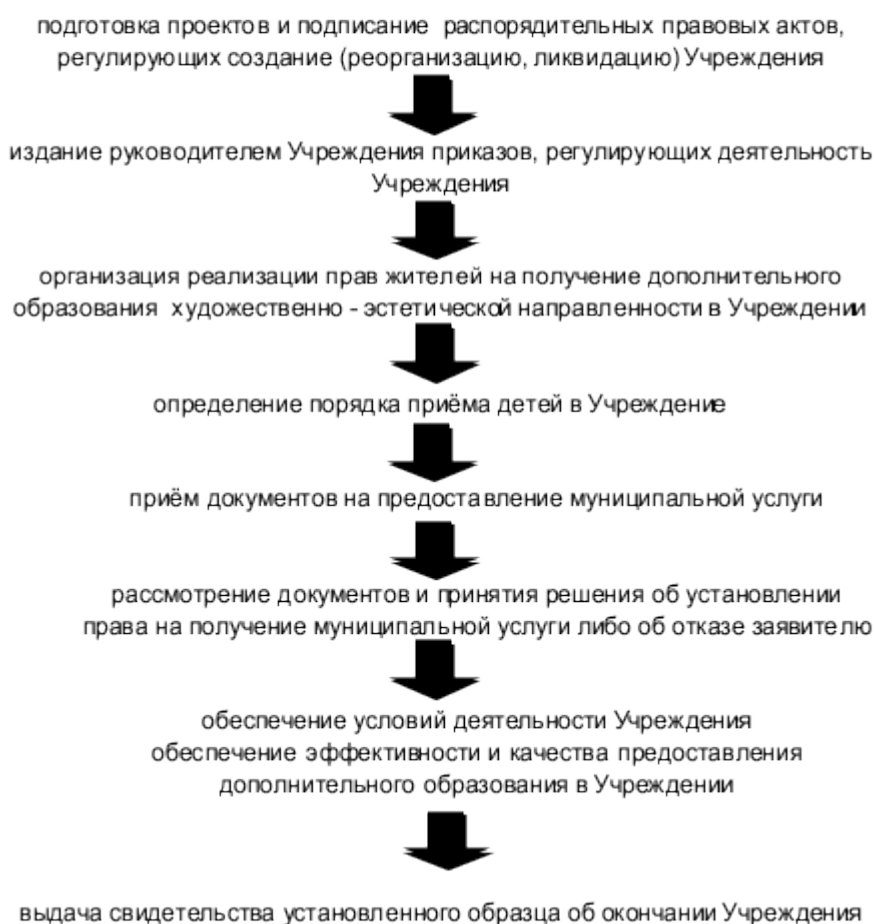 подготовка проектов и подписание распорядительных правовых актов,
регулирующих создание (реорганизацию, ликвидацию) Учреждения
издание руководителем Учреждения приказов, регулирующих деятельность
Учреждения
организация реализации прав жителей на получение дополнительного
образования художественно - эстетической направленности в Учреждении
определение порядка приёма детей в Учреждение
приём документов на предоставление муниципальной услуги
рассмотрение документов и принятия решения об установлении
права на получение муниципальной услуги либо об отказе заявителю
обеспечение условий деятельности Учреждения
обеспечение эффективности и качества предоставления
дополнительного образования в Учреждении
выдача свидетельства установленного образца об окончании Учреждения